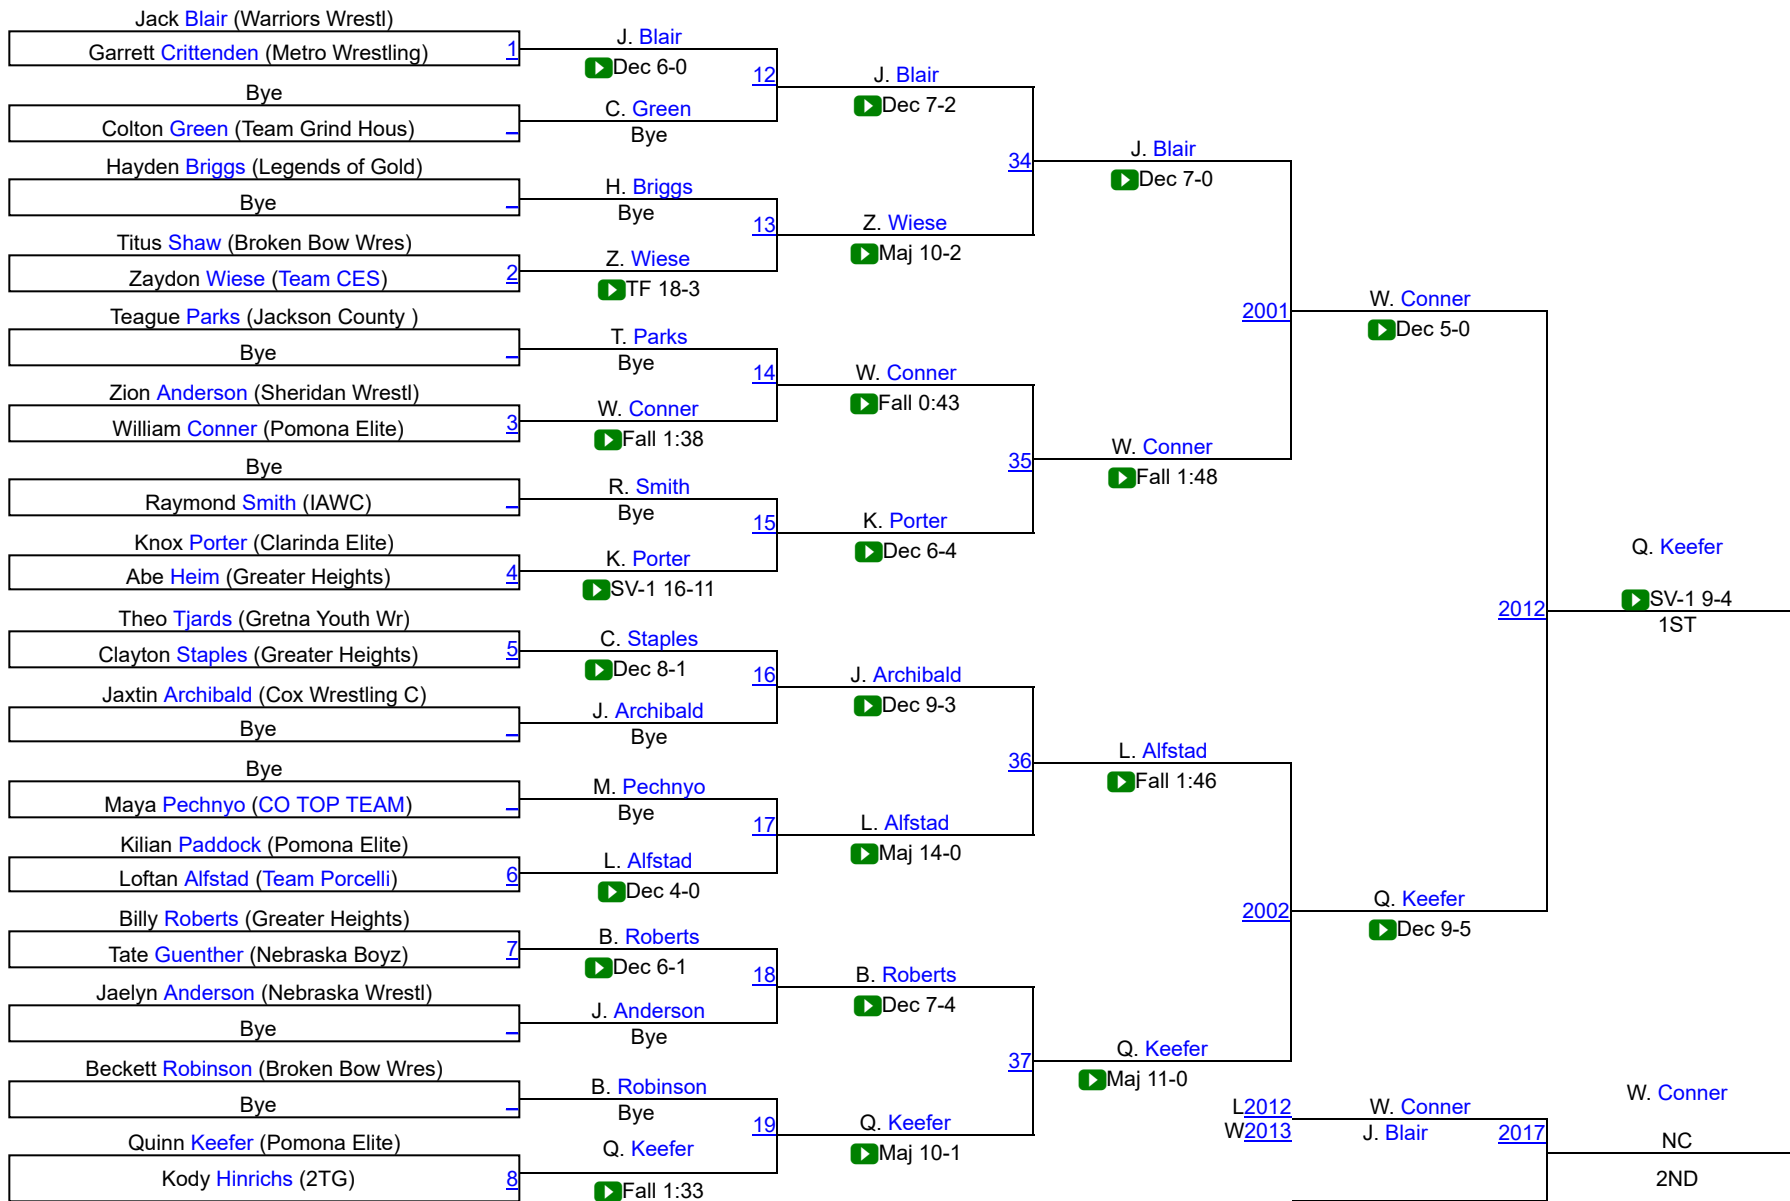 Jack Blair (Warriors Wrestl)
Garrett Crittenden (Metro Wrestling) 1
Bye
Colton Green (Team Grind Hous)
Hayden Briggs (Legends of Gold)
Bye
Titus Shaw (Broken Bow Wres)
Zaydon Wiese (Team CES) 2
Teague Parks (Jackson County )
Bye
Zion Anderson (Sheridan Wrestl)
William Conner (Pomona Elite) 3
Bye
Raymond Smith (IAWC)
Knox Porter (Clarinda Elite)
Abe Heim (Greater Heights) 4
Theo Tjards (Gretna Youth Wr)
Clayton Staples (Greater Heights) 5
Jaxtin Archibald (Cox Wrestling C)
Bye
Bye
Maya Pechnyo (CO TOP TEAM)
Kilian Paddock (Pomona Elite)
Loftan Alfstad (Team Porcelli) 6
Billy Roberts (Greater Heights)
Tate Guenther (Nebraska Boyz) 7
Jaelyn Anderson (Nebraska Wrestl)
Bye
Beckett Robinson (Broken Bow Wres)
Bye
Quinn Keefer (Pomona Elite)
Kody Hinrichs (2TG) 8
J. Blair
Dec 6-0
12
C. Green
Bye
H. Briggs
Bye
13
Z. Wiese
TF 18-3
T. Parks
Bye
14
W. Conner
Fall 1:38
R. Smith
Bye
15
K. Porter
SV-1 16-11
C. Staples
Dec 8-1
16
J. Archibald
Bye
M. Pechnyo
Bye
17
L. Alfstad
Dec 4-0
B. Roberts
Dec 6-1
18
J. Anderson
Bye
B. Robinson
Bye
19
Q. Keefer
Fall 1:33
J. Blair
Dec 7-2
34
Z. Wiese
Maj 10-2
W. Conner
Fall 0:43
35
K. Porter
Dec 6-4
J. Archibald
Dec 9-3
36
L. Alfstad
Maj 14-0
B. Roberts
Dec 7-4
37
Q. Keefer
Maj 10-1
J. Blair
Dec 7-0
2001
W. Conner
Fall 1:48
L. Alfstad
Fall 1:46
2002
Q. Keefer
Maj 11-0
W. Conner
Dec 5-0
2012
Q. Keefer
Dec 9-5
Q. Keefer
SV-1 9-4
1ST
L2012 W. Conner
W2013 J. Blair 2017
W. Conner
NC
2ND